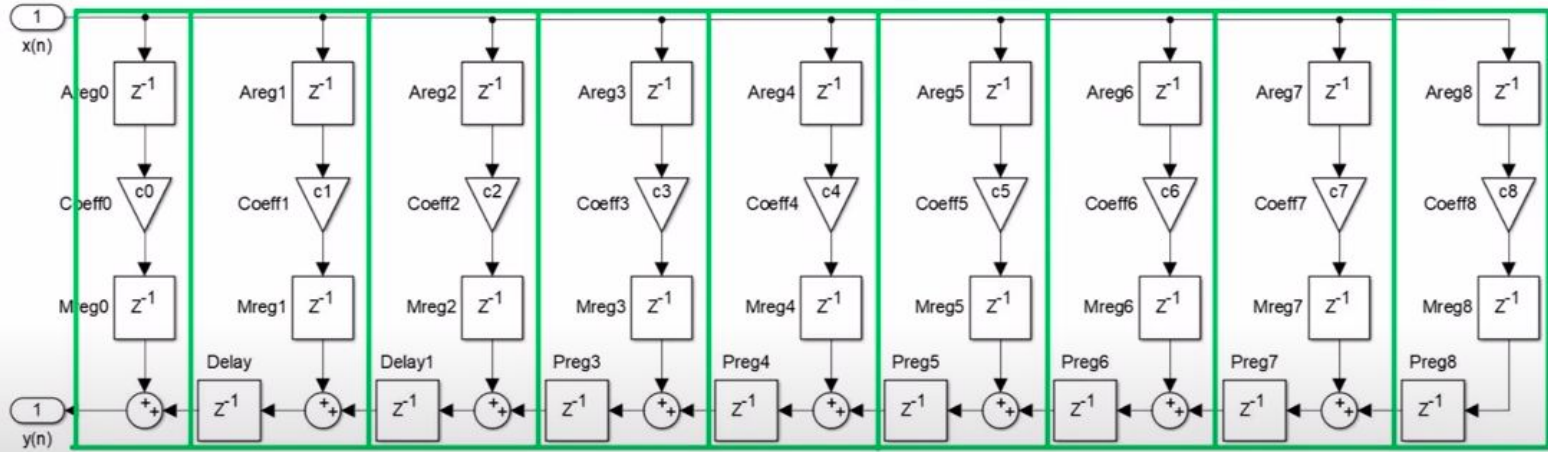 1
x(n)
Areg0 Z-1 Areg1 Z-1 Areg2 Z-1 Areg3 Z-1 Areg4 Z-1 Areg5 Z-1 Areg6 Z-1 Areg7 Z-1 Areg8 Z-1
Coeff0 c0 Coeff1 c1 Coeff2 c2 Coeff3 c3 Coeff4 c4 Coeff5 c5 Coeff6 c6 Coeff7 c7 Coeff8 c8
Mreg0 Z-1 Mreg1 Z-1 Mreg2 Z-1 Mreg3 Z-1 Mreg4 Z-1 Mreg5 Z-1 Mreg6 Z-1 Mreg7 Z-1 Mreg8 Z-1
Delay Delay1 Preg3 Preg4 Preg5 Preg6 Preg7 Preg8
1 ++ Z-1 ++ Z-1 ++ Z-1 ++ Z-1 ++ Z-1 ++ Z-1 ++ Z-1 ++ Z-1
y(n)